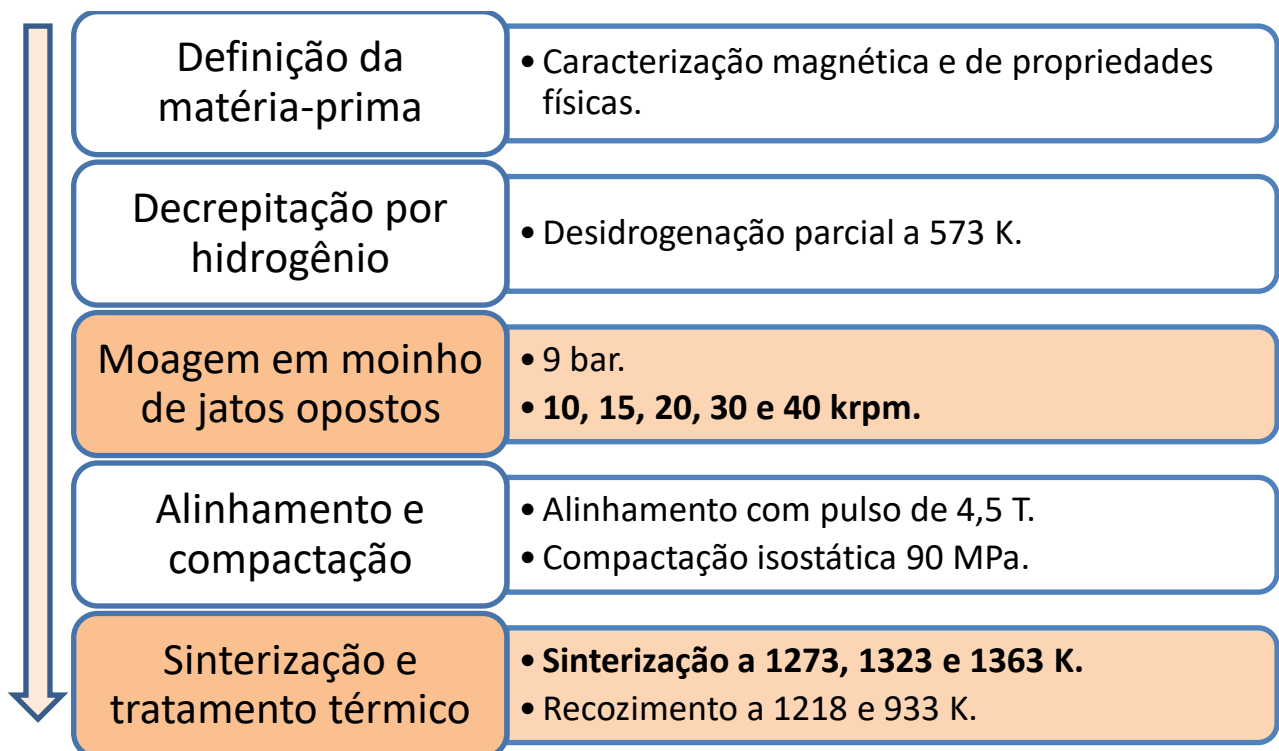 Definição da
matéria-prima
• Caracterização magnética e de propriedades
físicas.
Decrepitação por
hidrogênio
• Desidrogenação parcial a 573 K.
Moagem em moinho
de jatos opostos
• 9 bar.
• 10, 15, 20, 30 e 40 krpm.
Alinhamento e
compactação
• Alinhamento com pulso de 4,5 T.
• Compactação isostática 90 MPa.
Sinterização e
tratamento térmico
• Sinterização a 1273, 1323 e 1363 K.
• Recozimento a 1218 e 933 K.